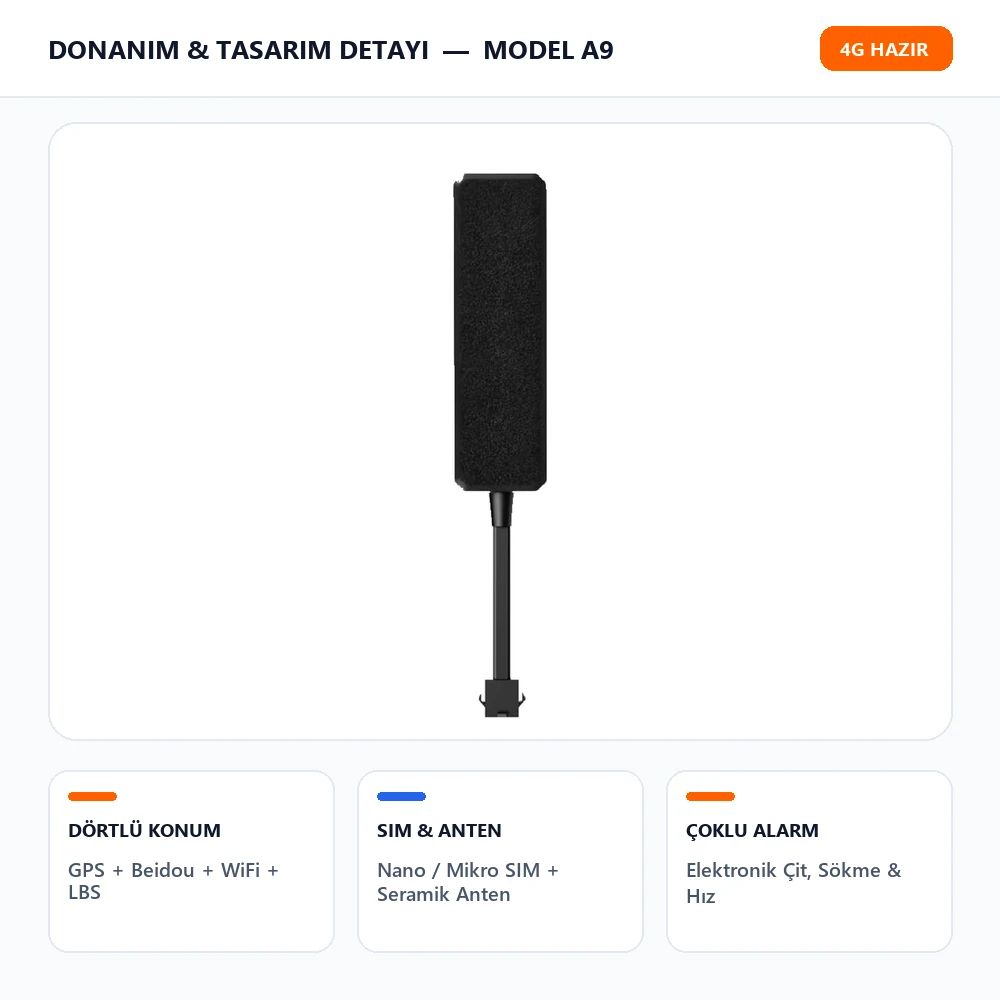 DONANIM & TASARIM DETAYI — MODEL A9
4G HAZIR
DÖRTLÜ KONUM
GPS + Beidou + WiFi +
LBS
SIM & ANTEN
Nano / Mikro SIM +
Seramik Anten
ÇOKLU ALARM
Elektronik Çit, Sökme &
Hız